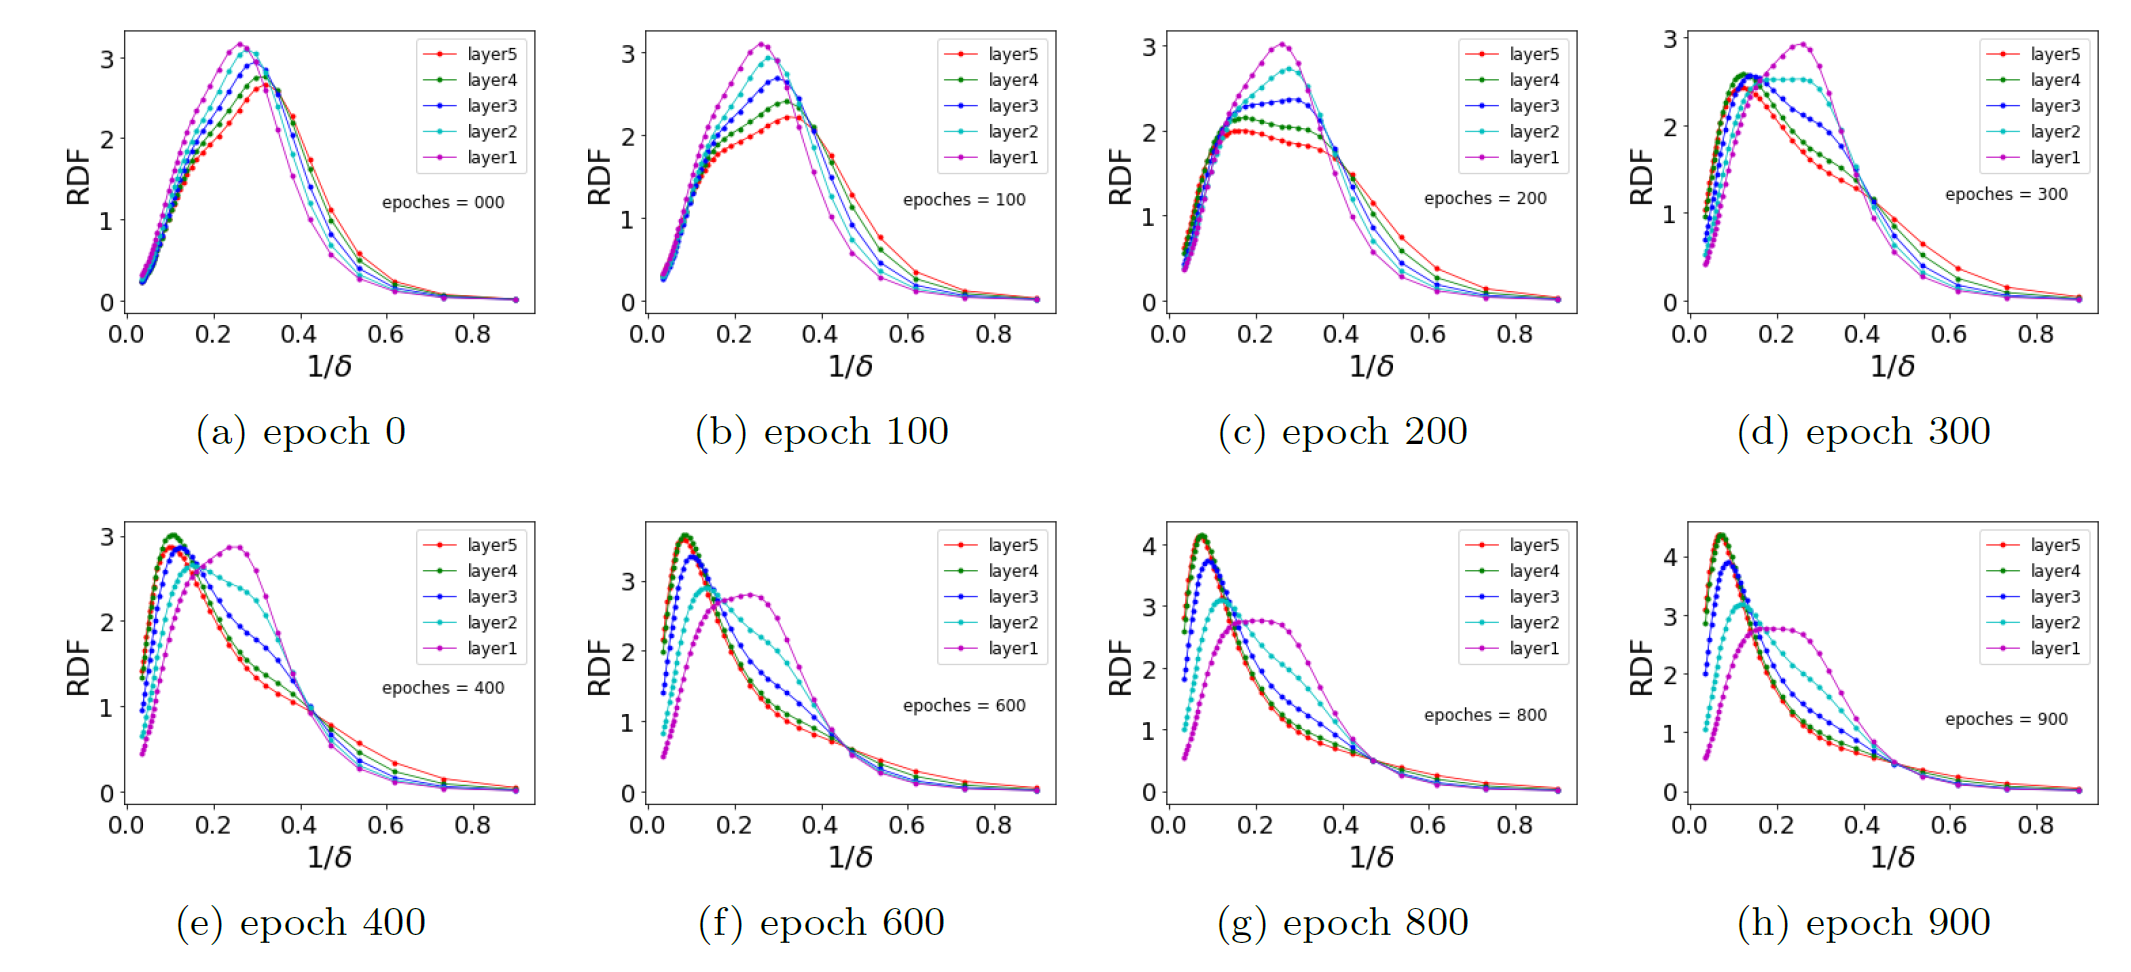 3
2
1
0
RDF
layer5
layer4
layer3
layer2
layer1
epoches = 000
0.0 0.2 0.4 0.6 0.8
1/δ
(a) epoch 0
3
2
1
0
RDF
layer5
layer4
layer3
layer2
layer1
epoches = 100
0.0 0.2 0.4 0.6 0.8
1/δ
(b) epoch 100
3
2
1
0
RDF
layer5
layer4
layer3
layer2
layer1
epoches = 200
0.0 0.2 0.4 0.6 0.8
1/δ
(c) epoch 200
3
2
1
0
RDF
layer5
layer4
layer3
layer2
layer1
epoches = 300
0.0 0.2 0.4 0.6 0.8
1/δ
(d) epoch 300
3
2
1
0
RDF
layer5
layer4
layer3
layer2
layer1
epoches = 400
0.0 0.2 0.4 0.6 0.8
1/δ
(e) epoch 400
3
2
1
0
RDF
layer5
layer4
layer3
layer2
layer1
epoches = 600
0.0 0.2 0.4 0.6 0.8
1/δ
(f) epoch 600
4
3
2
1
0
RDF
layer5
layer4
layer3
layer2
layer1
epoches = 800
0.0 0.2 0.4 0.6 0.8
1/δ
(g) epoch 800
4
3
2
1
0
RDF
layer5
layer4
layer3
layer2
layer1
epoches = 900
0.0 0.2 0.4 0.6 0.8
1/δ
(h) epoch 900